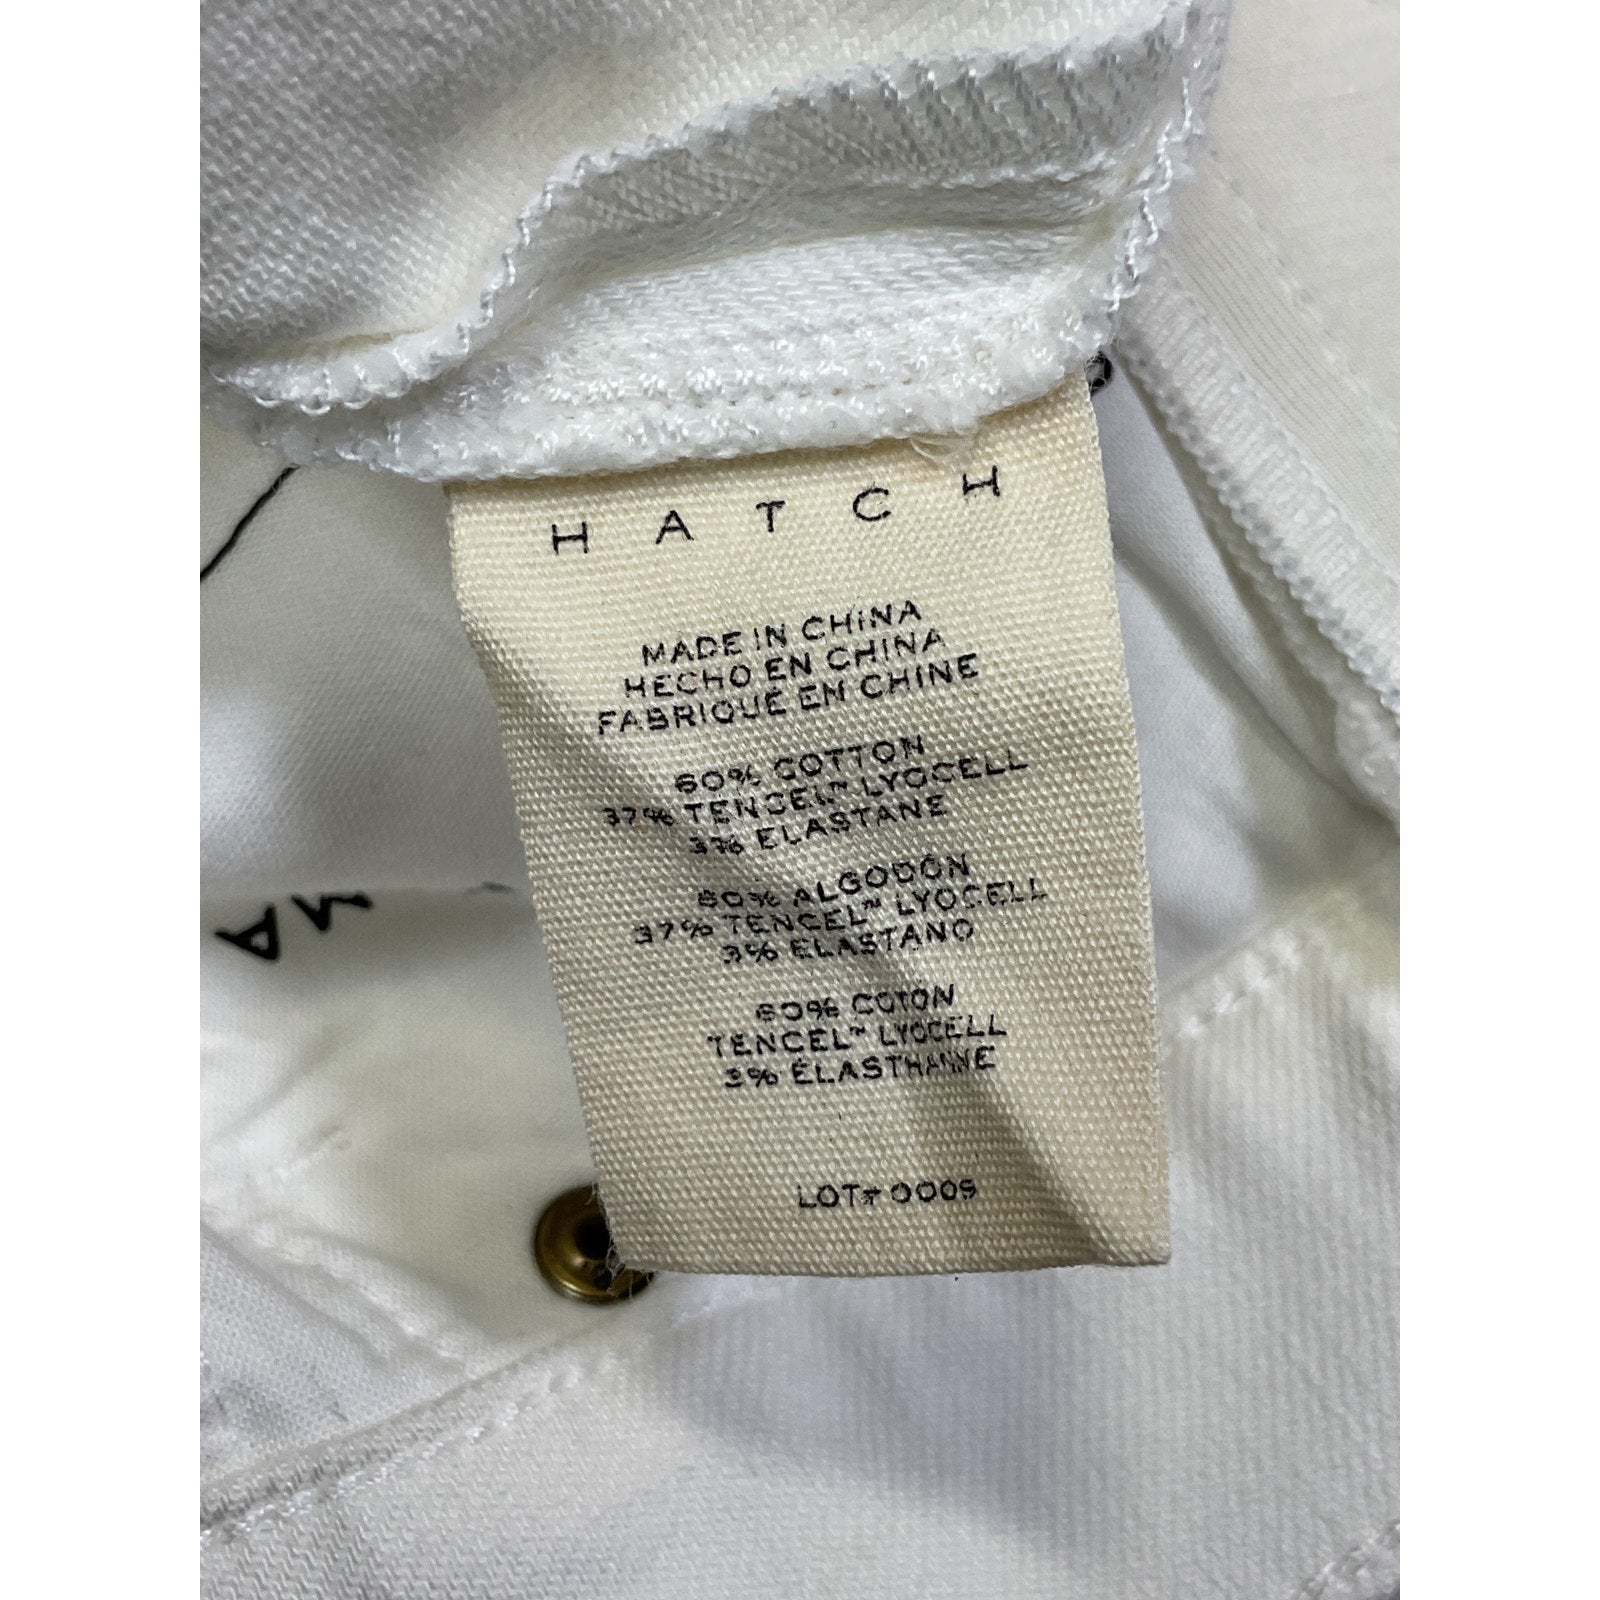 H A T C H
MADE IN CHINA
HECHO EN CHINA
FABRIQUÉ EN CHINE
60% COTTON
37% TENCEL™ LYOCELL
3% ELASTANE
60% ALGODÓN
37% TENCEL™ LYOCELL
3% ELASTANO
60% COTON
TENCEL™ LYOCELL
3% ÉLASTHANNE
LOT# 0009
MA